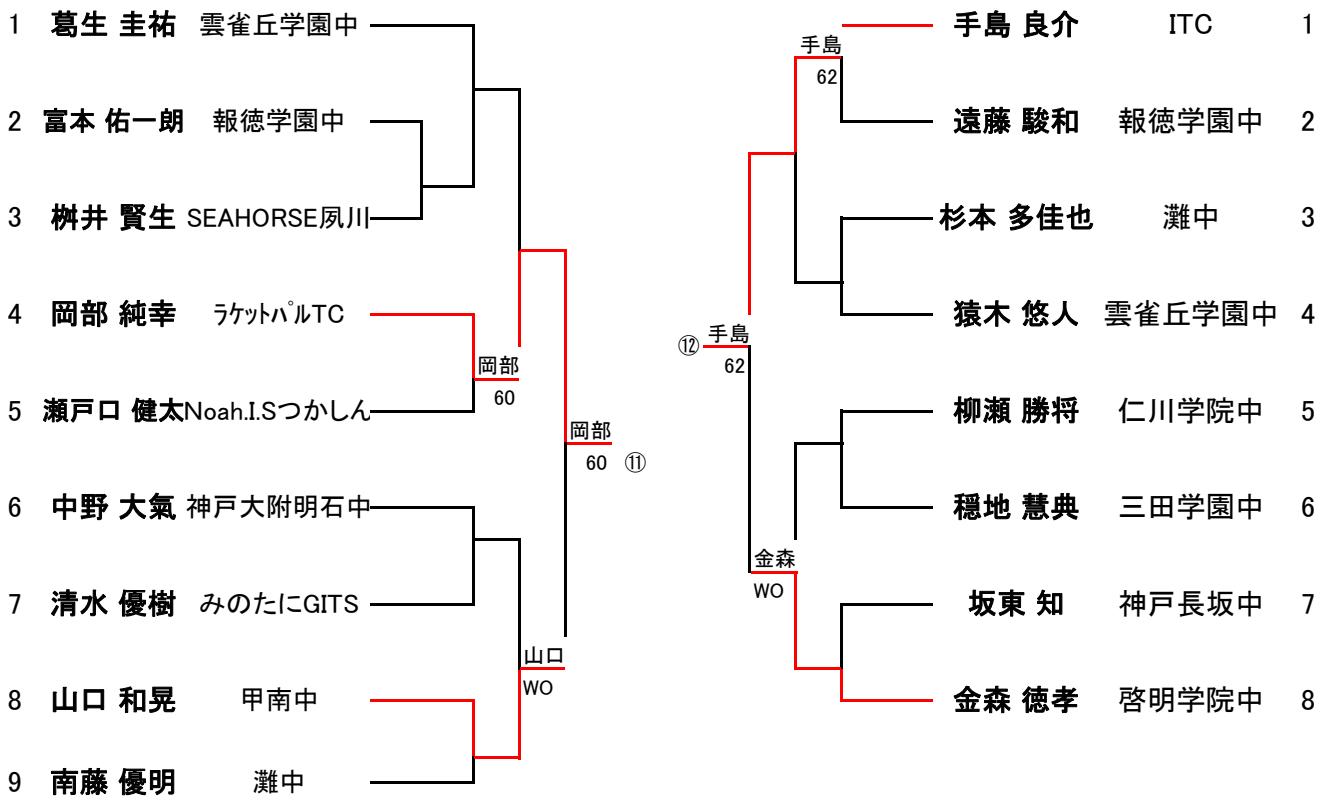 1 葛生 圭祐 雲雀丘学園中
2 富本 佑一朗 報徳学園中
3 桝井 賢生 SEAHORSE夙川
4 岡部 純幸 ﾗｹｯﾄﾊﾟﾙTC
岡部
60
5 瀬戸口 健太 Noah.I.Sつかしん
岡部
60 ⑪
6 中野 大氣 神戸大附明石中
7 清水 優樹 みのたにGITS
山口
WO
8 山口 和晃 甲南中
9 南藤 優明 灘中
手島 良介 ITC 1
手島
62
遠藤 駿和 報徳学園中 2
杉本 多佳也 灘中 3
猿木 悠人 雲雀丘学園中 4
⑫ 手島
62
柳瀬 勝将 仁川学院中 5
穏地 慧典 三田学園中 6
金森
WO
坂東 知 神戸長坂中 7
金森 徳孝 啓明学院中 8